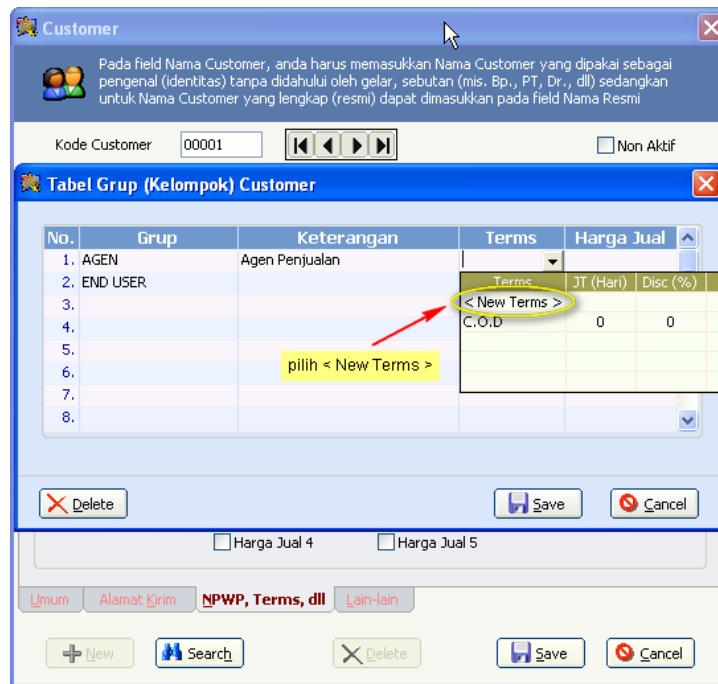 Customer
Pada field Nama Customer, anda harus memasukkan Nama Customer yang dipakai sebagai
pengenal (identitas) tanpa didahului oleh gelar, sebutan (mis. Bp., PT, Dr., dll) sedangkan
untuk Nama Customer yang lengkap (resmi) dapat dimasukkan pada field Nama Resmi
Kode Customer 00001 Non Aktif
Tabel Grup (Kelompok) Customer
No. Grup Keterangan Terms Harga Jual
1. AGEN Agen Penjualan
2. END USER Terms JT (Hari) Disc (%)
3. < New Terms >
4. C.O.D 0 0
5.
6. pilih < New Terms >
7.
8.
Delete Save Cancel
Harga Jual 4 Harga Jual 5
Umum Alamat Kirim NPWP, Terms, dll Lain-lain
New Search Delete Save Cancel